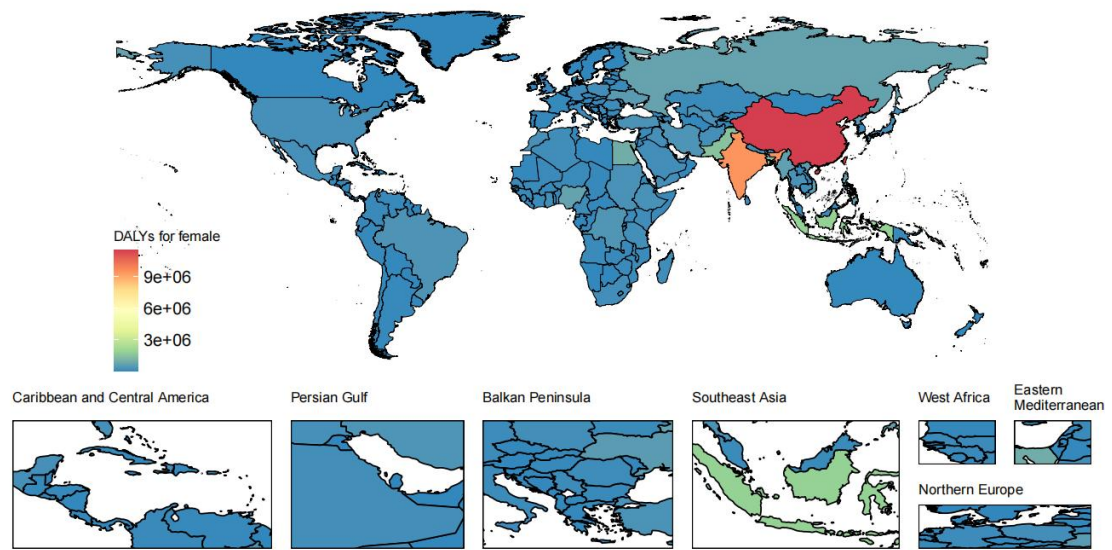 DALYs for female
9e+06
6e+06
3e+06
Caribbean and Central America
Persian Gulf
Balkan Peninsula
Southeast Asia
West Africa
Eastern
Mediterranean
Northern Europe